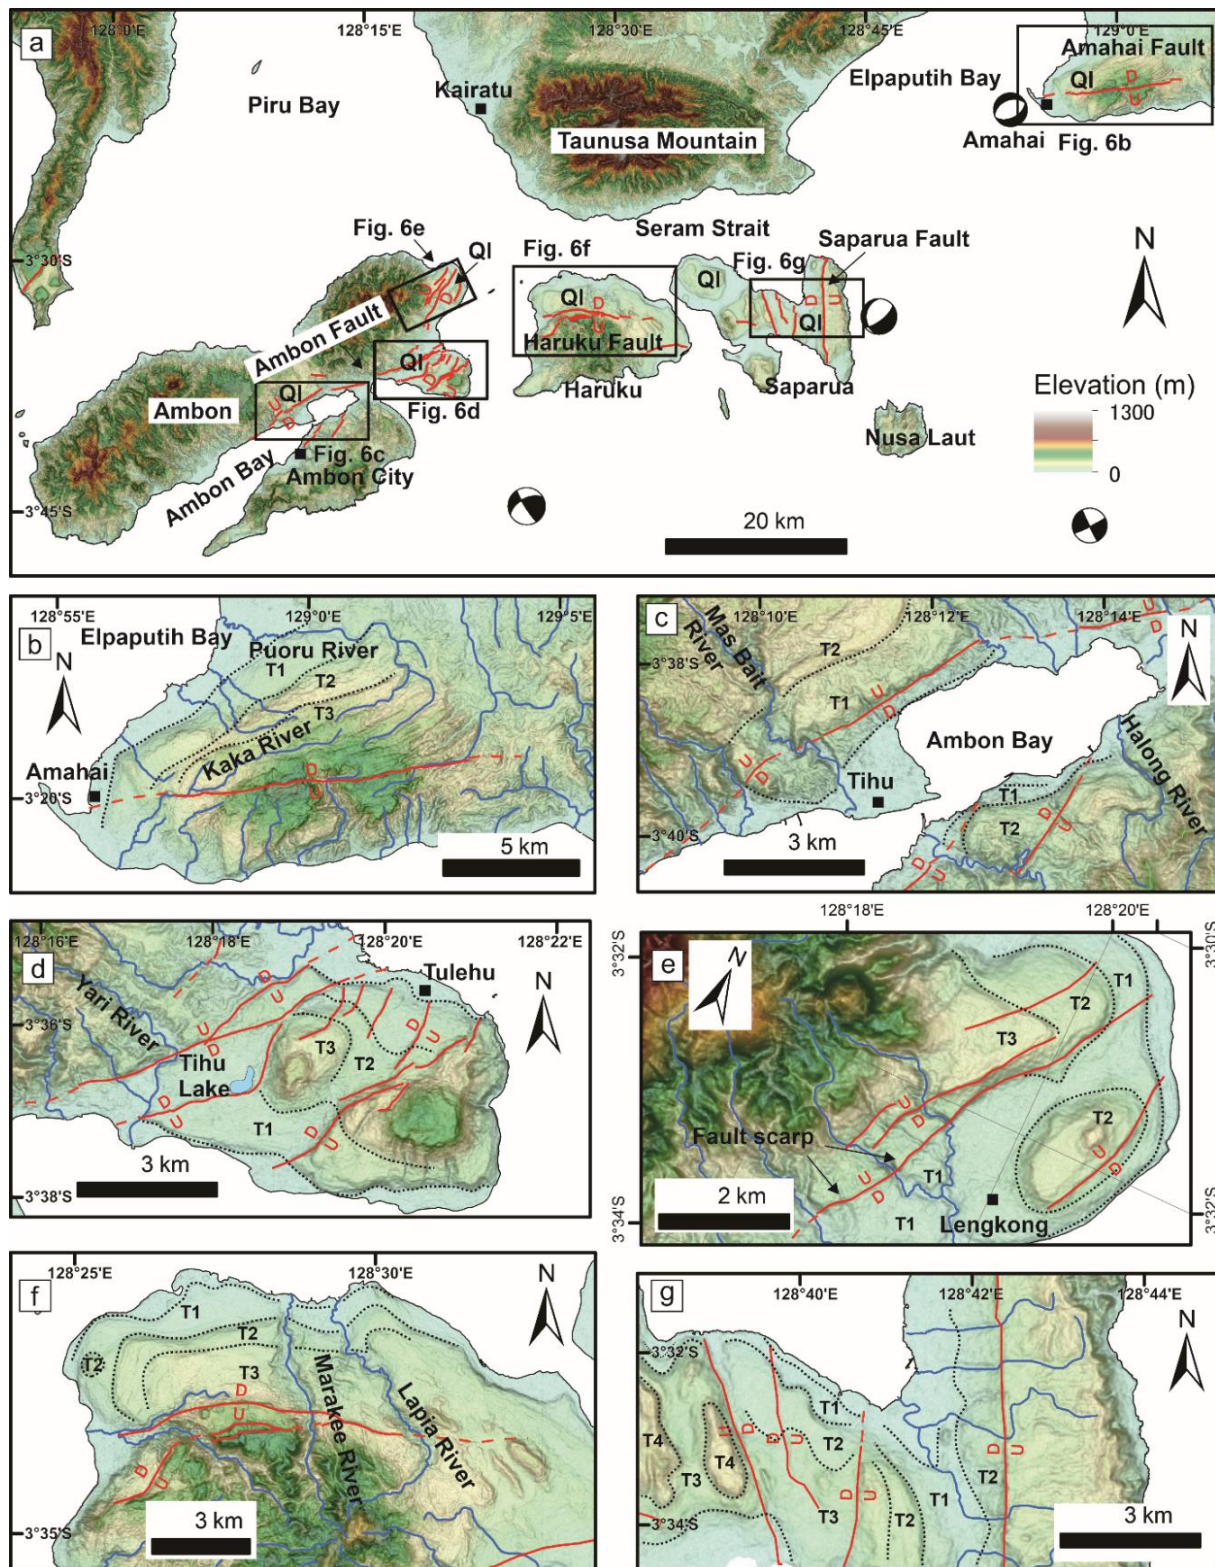 a
128°0'E
128°15'E
128°30'E
128°45'E
129°0'E
Amahai Fault
Elpaputih Bay
Ql
D
U
Piru Bay
Kairatu
Taunusa Mountain
Amahai
Fig. 6b
Fig. 6e
Ql
Seram Strait
N
3°30'S
Fig. 6f
Ql
Fig. 6g
Saparua Fault
Ql
D
D
U
D
U
Ql
Ambon Fault
Haruku Fault
Elevation (m)
1300
0
Ql
Ql
U
D
D
U
Fig. 6d
Haruku
Saparua
Ambon
Nusa Laut
Fig. 6c
Ambon City
Ambon Bay
3°45'S
20 km
b
128°55'E
129°0'E
129°5'E
Elpaputih Bay
Puoru River
N
T1
T2
T3
Kaka River
Amahai
D
U
3°20'S
5 km
c
128°10'E
128°12'E
128°14'E
U
D
N
Mas Bait
River
3°38'S
T2
T1
U
D
Ambon Bay
Halong River
U
D
Tihu
T1
T2
D
U
3°40'S
3 km
D
U
d
128°16'E
128°18'E
128°20'E
128°22'E
Tulehu
N
Yari River
D
U
3°36'S
U
D
D
U
T3
T2
Tihu
Lake
D
U
T1
D
U
3 km
3°38'S
e
128°18'E
128°20'E
3°32'S
3°30'S
N
T1
T2
T3
U
D
T2
Fault scarp
U
D
T1
U
D
2 km
T1
Lengkong
3°34'S
3°32'S
f
128°25'E
128°30'E
N
T1
T2
T2
T3
D
U
Marakee River
Lapia River
D
U
3 km
3°35'S
g
128°40'E
128°42'E
128°44'E
N
3°32'S
T1
T4
T4
U
D
D
U
T2
D
U
T3
T2
D
U
T1
T3
T2
3°34'S
3 km